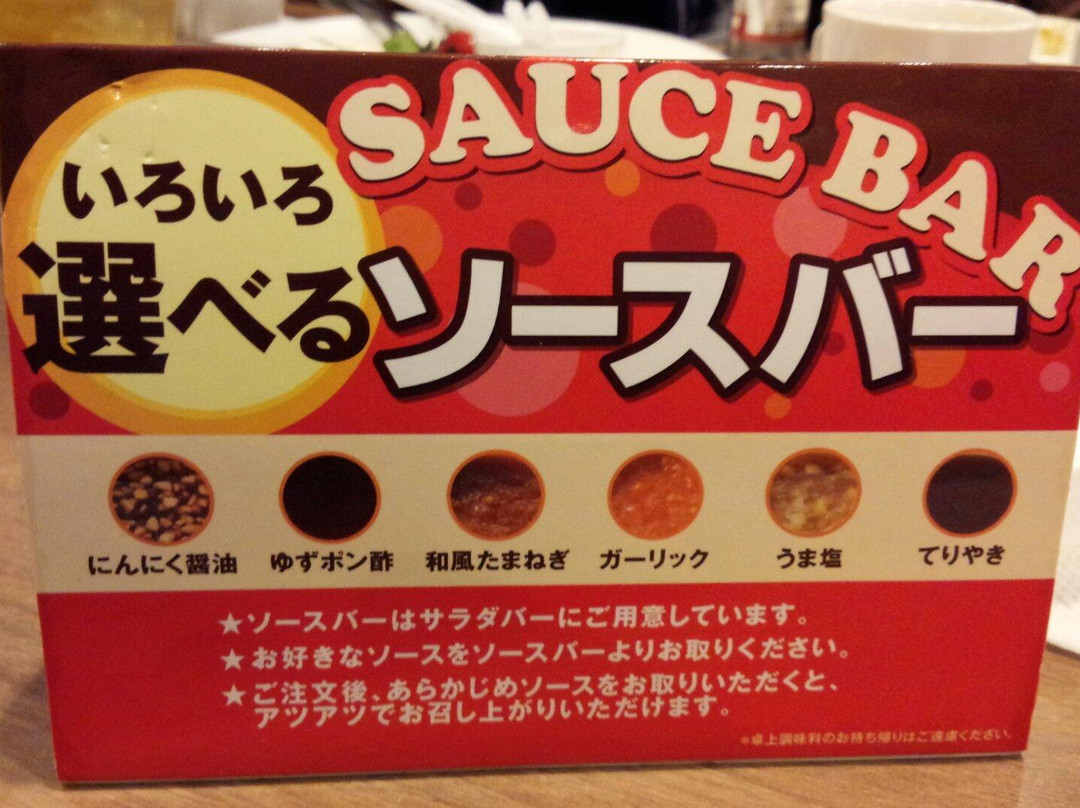 SAUCE BAR
いろいろ
選べるソースバー
にんにく醤油 ゆずポン酢 和風たまねぎ ガーリック うま塩 てりやき
★ソースバーはサラダバーにご用意しています。
★お好きなソースをソースバーよりお取りください。
★ご注文後、あらかじめソースをお取りいただくと、
アツアツでお召し上がりいただけます。
※卓上調味料のお持ち帰りはご遠慮ください。